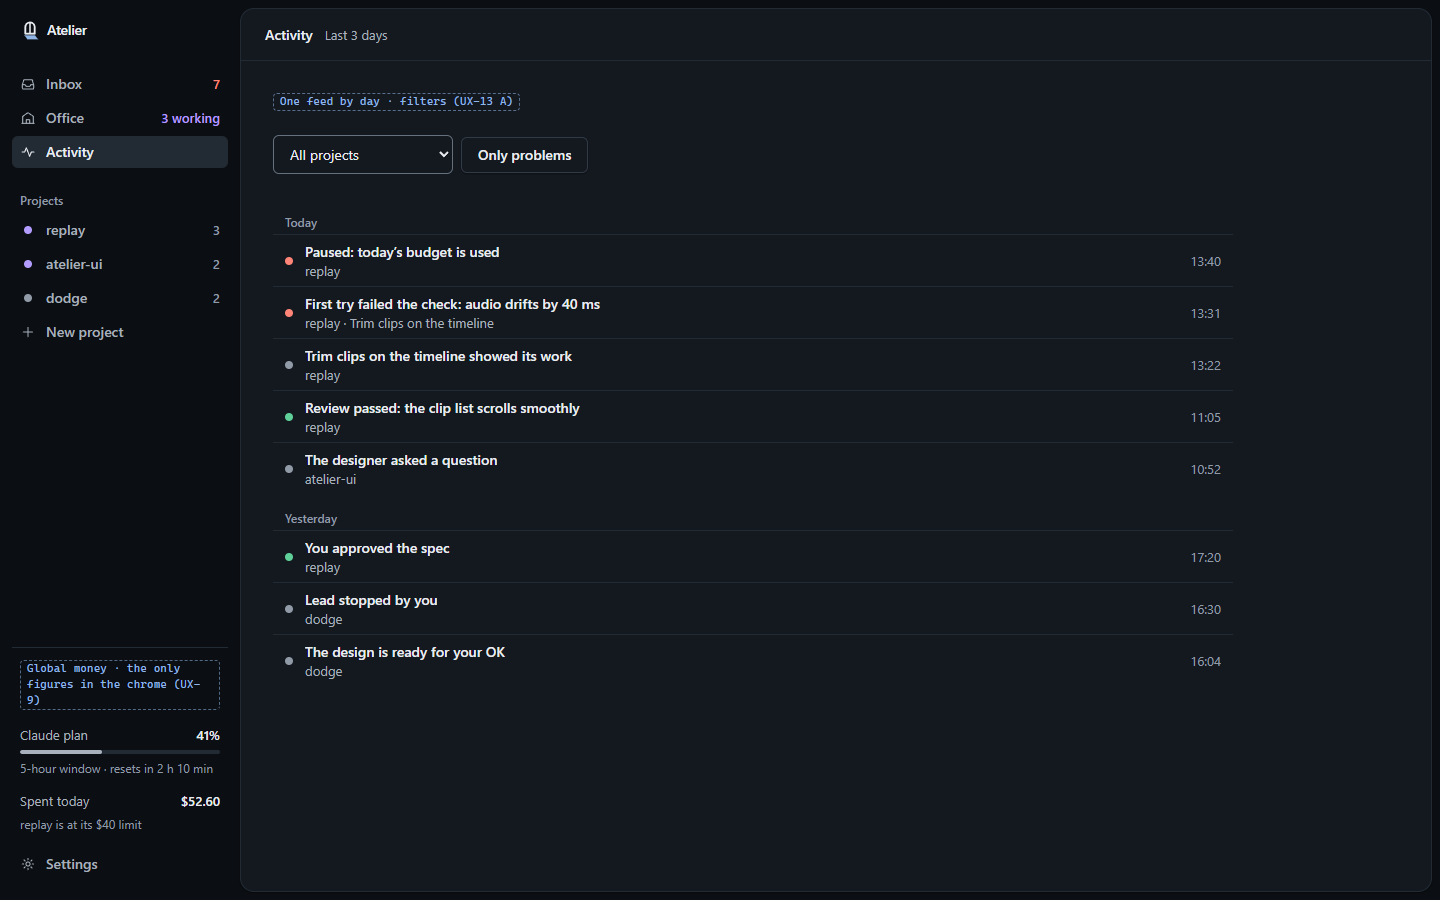 Atelier
Inbox 7
Office 3 working
Activity
Projects
replay 3
atelier-ui 2
dodge 2
New project
Global money · the only
figures in the chrome (UX-
9)
Claude plan 41%
5-hour window · resets in 2 h 10 min
Spent today $52.60
replay is at its $40 limit
Settings
Activity Last 3 days
One feed by day · filters (UX-13 A)
All projects Only problems
Today
Paused: today’s budget is used
replay
13:40
First try failed the check: audio drifts by 40 ms
replay · Trim clips on the timeline
13:31
Trim clips on the timeline showed its work
replay
13:22
Review passed: the clip list scrolls smoothly
replay
11:05
The designer asked a question
atelier-ui
10:52
Yesterday
You approved the spec
replay
17:20
Lead stopped by you
dodge
16:30
The design is ready for your OK
dodge
16:04